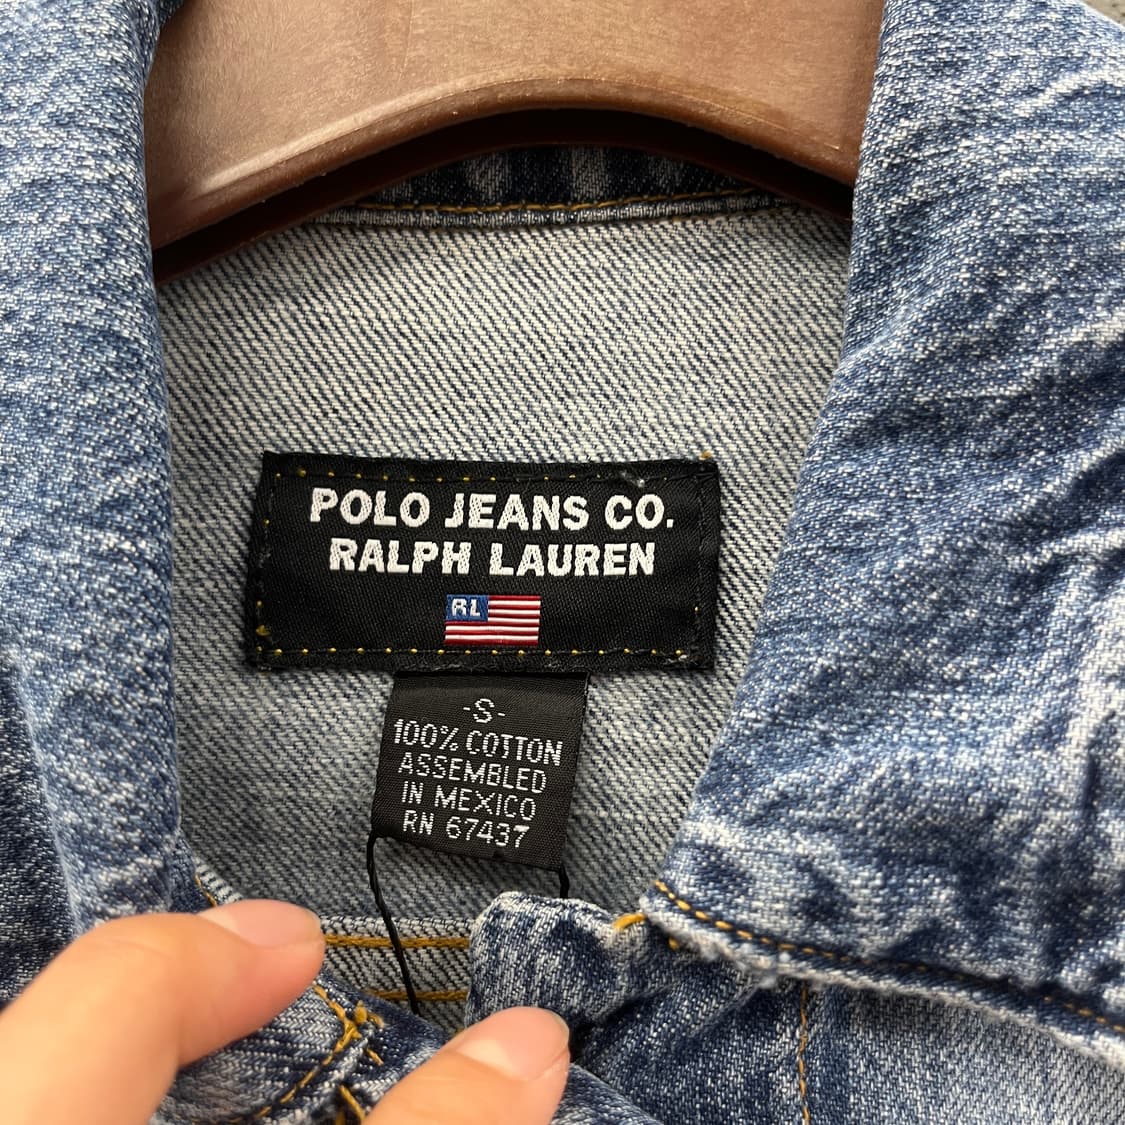 POLO JEANS CO.
RALPH LAUREN
RL
-S-
100% COTTON
ASSEMBLED
IN MEXICO
RN 67437